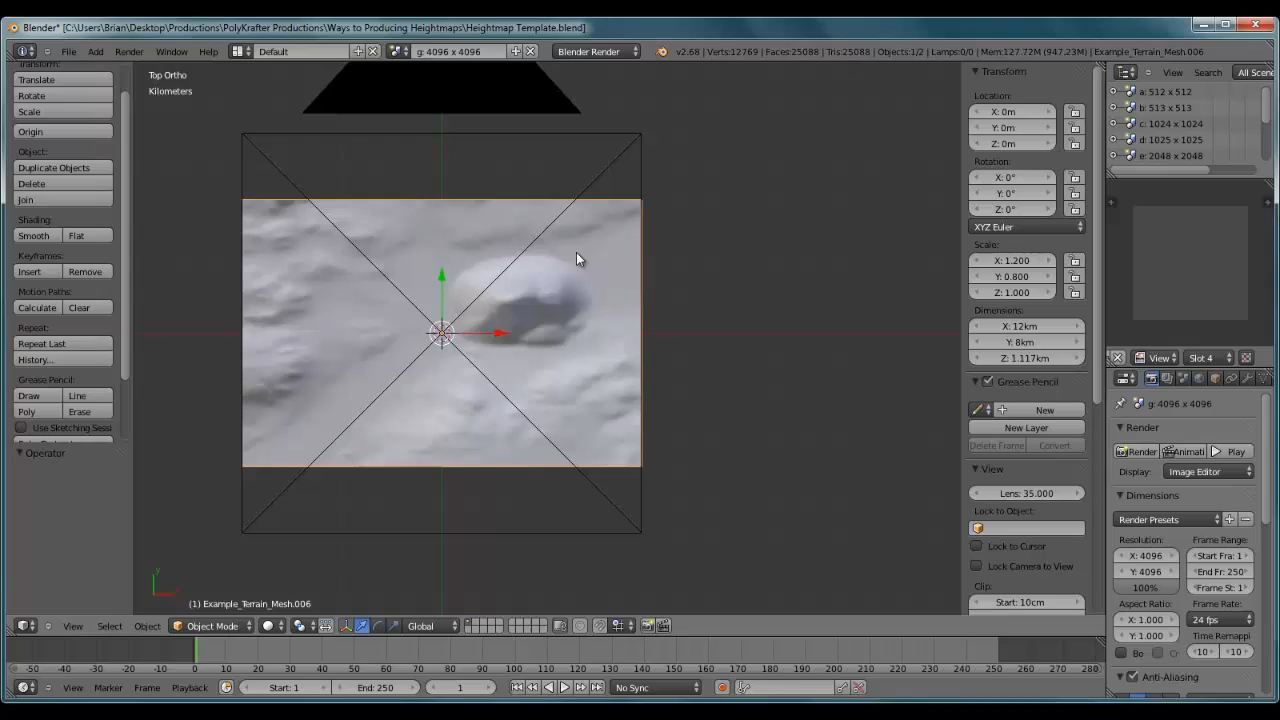 Blender* [C:\Users\Brian\Desktop\Productions\PolyKrafter Productions\Ways to Producing Heightmaps\Heightmap Template.blend]
File Add Render Window Help Default g: 4096 x 4096 Blender Render v2.68 | Verts:12769 | Faces:25088 | Tris:25088 | Objects:1/2 | Lamps:0/0 | Mem:127.72M (947.23M) | Example_Terrain_Mesh.006
Translate
Rotate
Scale
Origin
Object:
Duplicate Objects
Delete
Join
Shading:
Smooth Flat
Keyframes:
Insert Remove
Motion Paths:
Calculate Clear
Repeat:
Repeat Last
History...
Grease Pencil:
Draw Line
Poly Erase
Use Sketching Sessi
Operator
Top Ortho
Kilometers
y
(1) Example_Terrain_Mesh.006
Transform
Location:
X: 0m
Y: 0m
Z: 0m
Rotation:
X: 0°
Y: 0°
Z: 0°
XYZ Euler
Scale:
X: 1.200
Y: 0.800
Z: 1.000
Dimensions:
X: 12km
Y: 8km
Z: 1.117km
Grease Pencil
New
New Layer
Delete Frame Convert
View
Lens: 35.000
Lock to Object:
Lock to Cursor
Lock Camera to View
Clip:
Start: 10cm
View Search All Scene
a: 512 x 512
b: 513 x 513
c: 1024 x 1024
d: 1025 x 1025
e: 2048 x 2048
View Slot 4
g: 4096 x 4096
Render
Render Animati Play
Display: Image Editor
Dimensions
Render Presets
Resolution: Frame Range:
X: 4096 Start Fra: 1
Y: 4096 End Fr: 250
100% Frame St: 1
Aspect Ratio: Frame Rate:
X: 1.000 24 fps
Y: 1.000 Time Remappi
Bo Cr 10 10
Anti-Aliasing
View Select Object Object Mode Global
-50 -40 -30 -20 -10 0 10 20 30 40 50 60 70 80 90 100 110 120 130 140 150 160 170 180 190 200 210 220 230 240 250 260 270 280
View Marker Frame Playback Start: 1 End: 250 1 No Sync